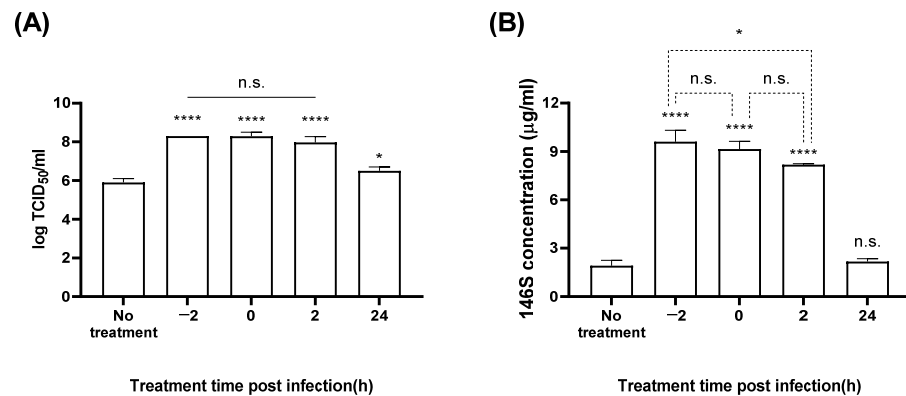 (A)
n.s.
10
8
6
4
2
0
log TCID50/ml
****
****
****
*
No treatment
−2
0
2
24
Treatment time post infection(h)
(B)
*
n.s.
n.s.
12
9
6
3
0
146S concentration (μg/ml)
****
****
****
n.s.
No treatment
−2
0
2
24
Treatment time post infection(h)